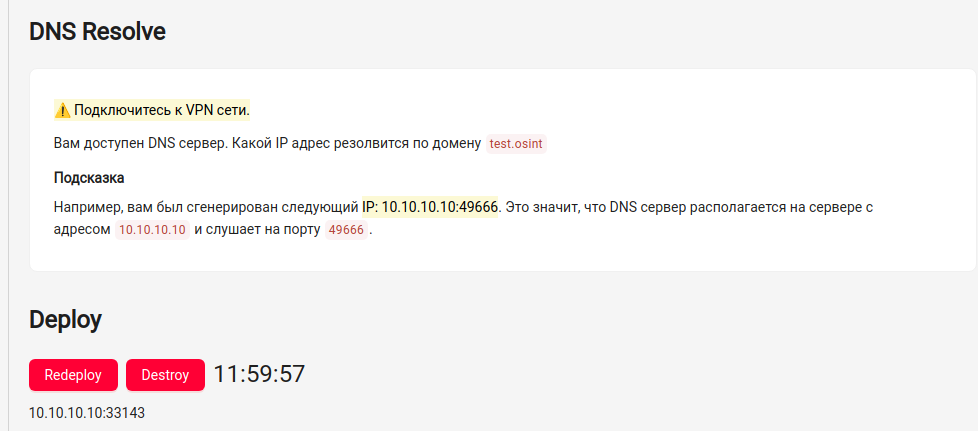 DNS Resolve
⚠️ Подключитесь к VPN сети.
Вам доступен DNS сервер. Какой IP адрес резолвится по домену test.osint
Подсказка
Например, вам был сгенерирован следующий IP: 10.10.10.10:49666. Это значит, что DNS сервер располагается на сервере с
адресом 10.10.10.10 и слушает на порту 49666.
Deploy
Redeploy Destroy 11:59:57
10.10.10.10:33143